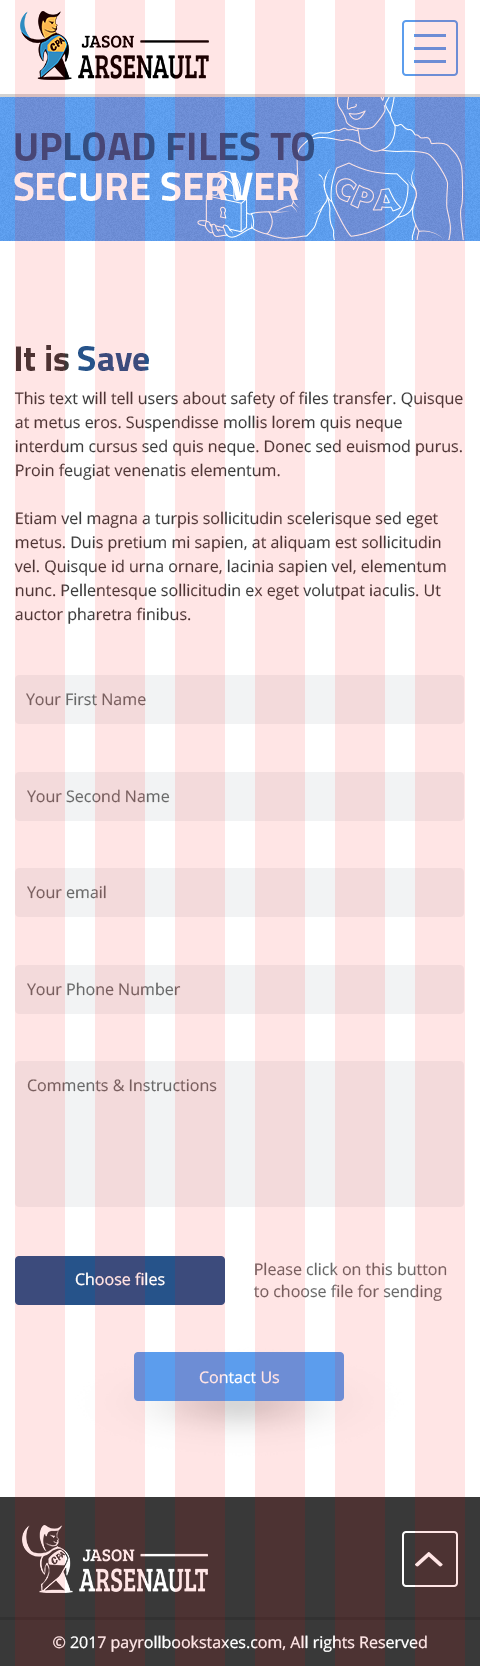 CPA
JASON
ARSENAULT
UPLOAD FILES TO
SECURE SERVER
CPA
It is Save
This text will tell users about safety of files transfer. Quisque
at metus eros. Suspendisse mollis lorem quis neque
interdum cursus sed quis neque. Donec sed euismod purus.
Proin feugiat venenatis elementum.
Etiam vel magna a turpis sollicitudin scelerisque sed eget
metus. Duis pretium mi sapien, at aliquam est sollicitudin
vel. Quisque id urna ornare, lacinia sapien vel, elementum
nunc. Pellentesque sollicitudin ex eget volutpat iaculis. Ut
auctor pharetra finibus.
Your First Name
Your Second Name
Your email
Your Phone Number
Comments & Instructions
Choose files
Please click on this button
to choose file for sending
Contact Us
CPA
JASON
ARSENAULT
© 2017 payrollbookstaxes.com, All rights Reserved